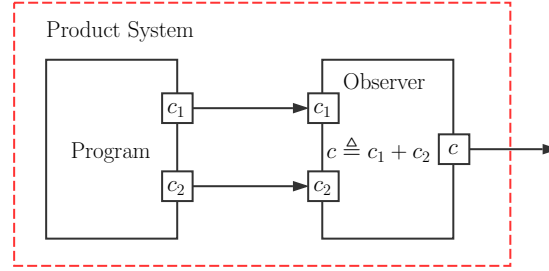 Product System
Observer
c₁
c₁
Program
c ≜ c₁ + c₂
c
c₂
c₂